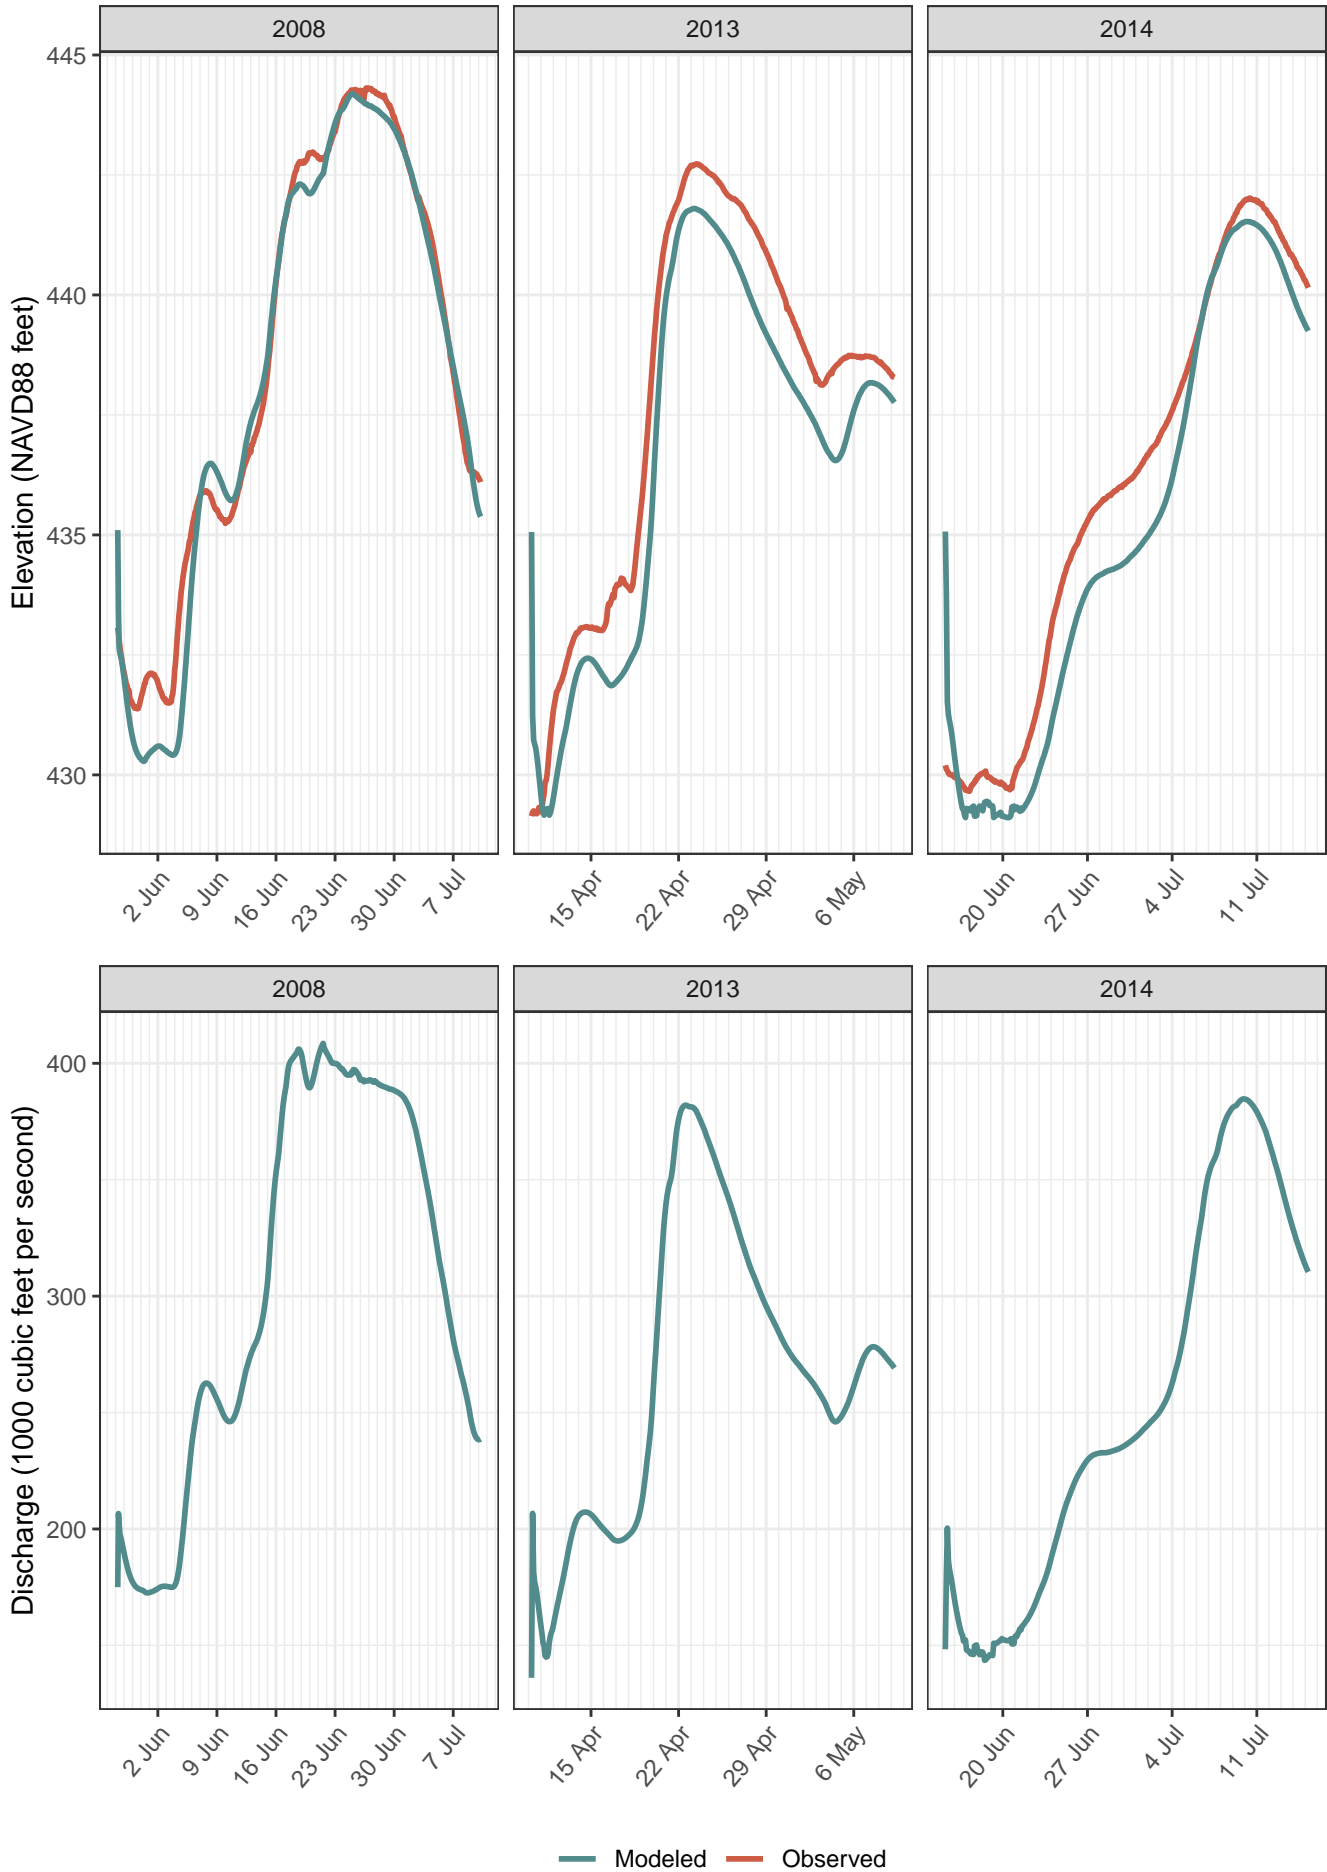 2008 2013 2014
Elevation (NAVD88 feet)
445
440
435
430
2 Jun 9 Jun 16 Jun 23 Jun 30 Jun 7 Jul
15 Apr 22 Apr 29 Apr 6 May
20 Jun 27 Jun 4 Jul 11 Jul
2008 2013 2014
Discharge (1000 cubic feet per second)
400
300
200
2 Jun 9 Jun 16 Jun 23 Jun 30 Jun 7 Jul
15 Apr 22 Apr 29 Apr 6 May
20 Jun 27 Jun 4 Jul 11 Jul
Modeled Observed